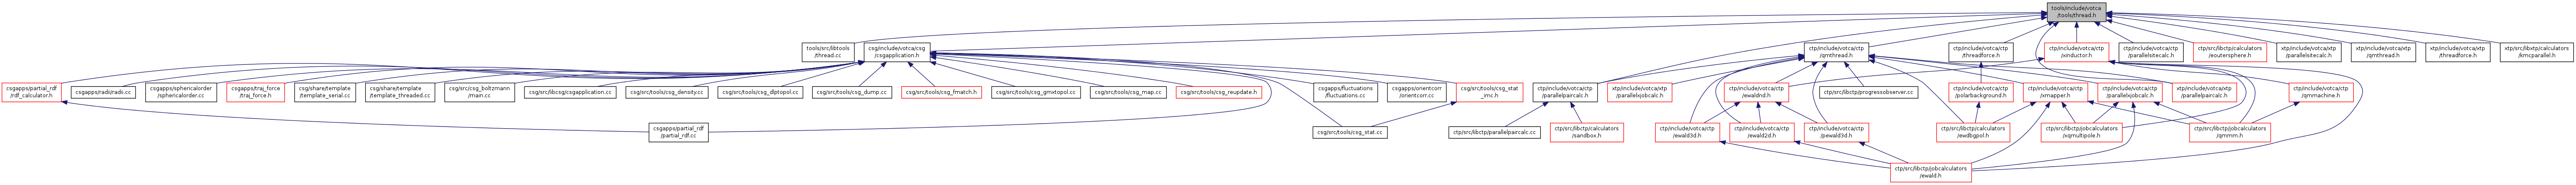 tools/include/votca
/tools/thread.h
tools/src/libtools
/thread.cc
csg/include/votca/csg
/csgapplication.h
ctp/include/votca/ctp
/qmthread.h
ctp/include/votca/ctp
/threadforce.h
ctp/include/votca/ctp
/xinductor.h
ctp/include/votca/ctp
/parallelsitecalc.h
ctp/src/libctp/calculators
/eoutersphere.h
xtp/include/votca/xtp
/parallelsitecalc.h
xtp/include/votca/xtp
/qmthread.h
xtp/include/votca/xtp
/threadforce.h
xtp/src/libxtp/calculators
/kmcparallel.h
csgapps/partial_rdf
/rdf_calculator.h
csgapps/radii/radii.cc
csgapps/sphericalorder
/sphericalorder.cc
csgapps/traj_force
/traj_force.h
csg/share/template
/template_serial.cc
csg/share/template
/template_threaded.cc
csg/src/csg_boltzmann
/main.cc
csg/src/libcsg/csgapplication.cc
csg/src/tools/csg_density.cc
csg/src/tools/csg_dlptopol.cc
csg/src/tools/csg_dump.cc
csg/src/tools/csg_fmatch.h
csg/src/tools/csg_gmxtopol.cc
csg/src/tools/csg_map.cc
csg/src/tools/csg_reupdate.h
csgapps/fluctuations
/fluctuations.cc
csgapps/orientcorr
/orientcorr.cc
csg/src/tools/csg_stat
_imc.h
ctp/include/votca/ctp
/parallelpaircalc.h
xtp/include/votca/xtp
/parallelxjobcalc.h
ctp/include/votca/ctp
/ewaldnd.h
ctp/src/libctp/progressobserver.cc
ctp/include/votca/ctp
/polarbackground.h
ctp/include/votca/ctp
/xmapper.h
ctp/include/votca/ctp
/parallelxjobcalc.h
xtp/include/votca/xtp
/parallelpaircalc.h
ctp/include/votca/ctp
/qmmachine.h
csgapps/partial_rdf
/partial_rdf.cc
csg/src/tools/csg_stat.cc
ctp/src/libctp/parallelpaircalc.cc
ctp/src/libctp/calculators
/sandbox.h
ctp/include/votca/ctp
/ewald3d.h
ctp/include/votca/ctp
/ewald2d.h
ctp/include/votca/ctp
/pewald3d.h
ctp/src/libctp/calculators
/ewdbgpol.h
ctp/src/libctp/jobcalculators
/xqmultipole.h
ctp/src/libctp/jobcalculators
/qmmm.h
ctp/src/libctp/jobcalculators
/ewald.h